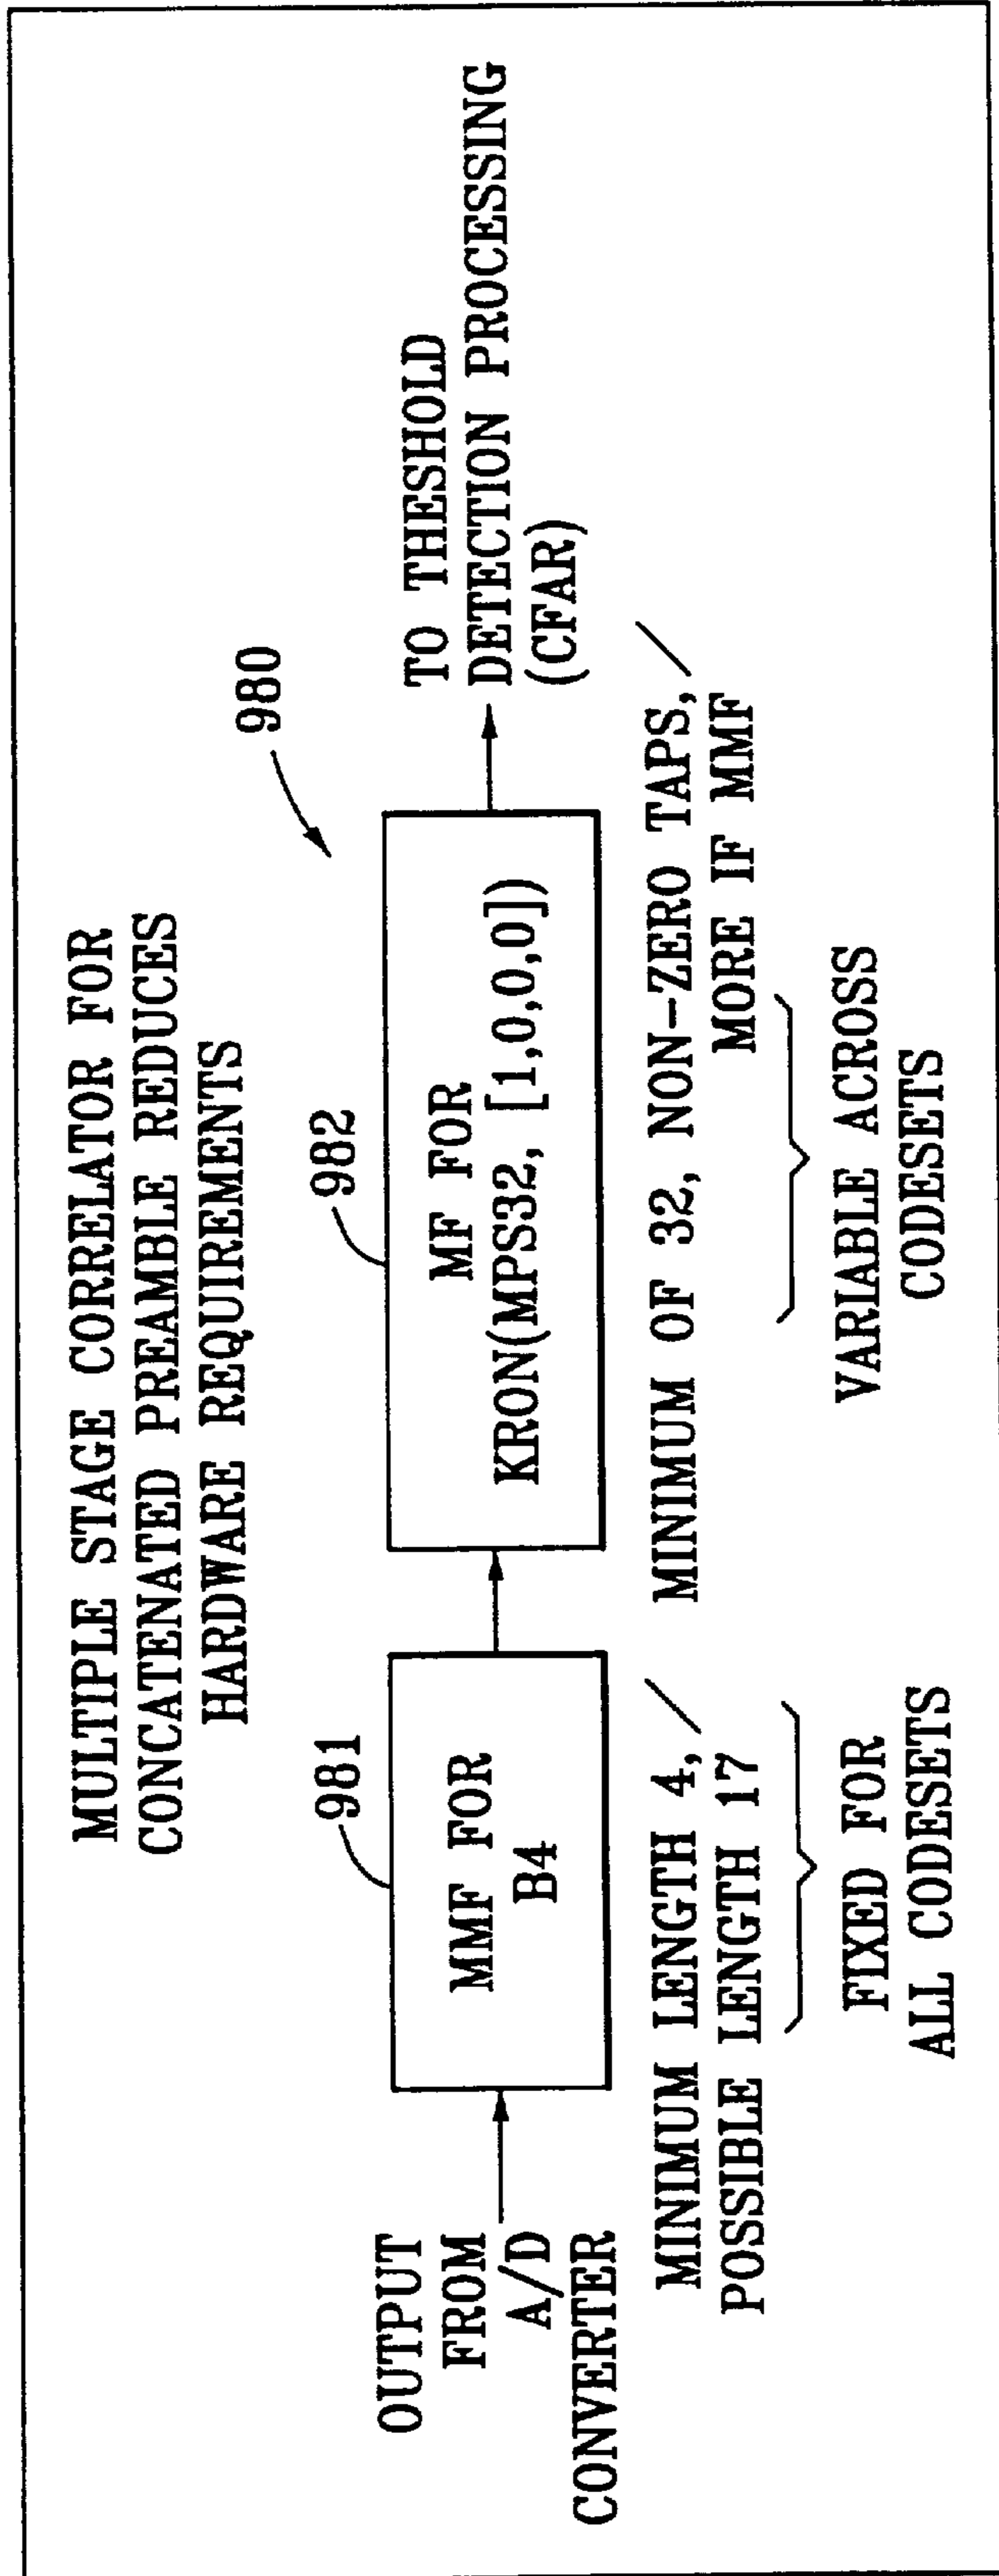 MULTIPLE STAGE CORRELATOR FOR
CONCATENATED PREAMBLE REDUCES
HARDWARE REQUIREMENTS
980
OUTPUT
FROM
A/D
CONVERTER
981
MMF FOR
B4
982
MF FOR
KRON(MPS32, [1,0,0,0])
TO THESHOLD
DETECTION PROCESSING
(CFAR)
MINIMUM LENGTH 4,
POSSIBLE LENGTH 17
FIXED FOR
ALL CODESETS
MINIMUM OF 32, NON-ZERO TAPS,
MORE IF MMF
VARIABLE ACROSS
CODESETS